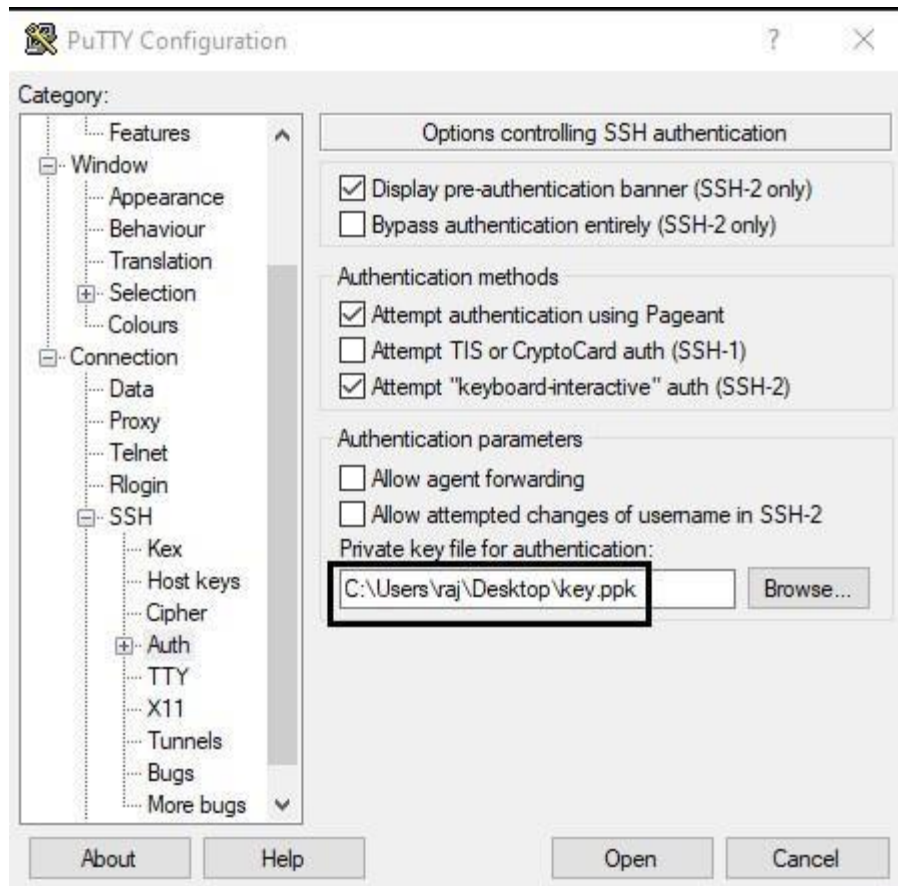 PuTTY Configuration
?
Category:
Features
Window
Appearance
Behaviour
Translation
Selection
Colours
Connection
Data
Proxy
Telnet
Rlogin
SSH
Kex
Host keys
Cipher
Auth
TTY
X11
Tunnels
Bugs
More bugs
Options controlling SSH authentication
Display pre-authentication banner (SSH-2 only)
Bypass authentication entirely (SSH-2 only)
Authentication methods
Attempt authentication using Pageant
Attempt TIS or CryptoCard auth (SSH-1)
Attempt "keyboard-interactive" auth (SSH-2)
Authentication parameters
Allow agent forwarding
Allow attempted changes of username in SSH-2
Private key file for authentication:
C:\Users\raj\Desktop\key.ppk
Browse...
About
Help
Open
Cancel